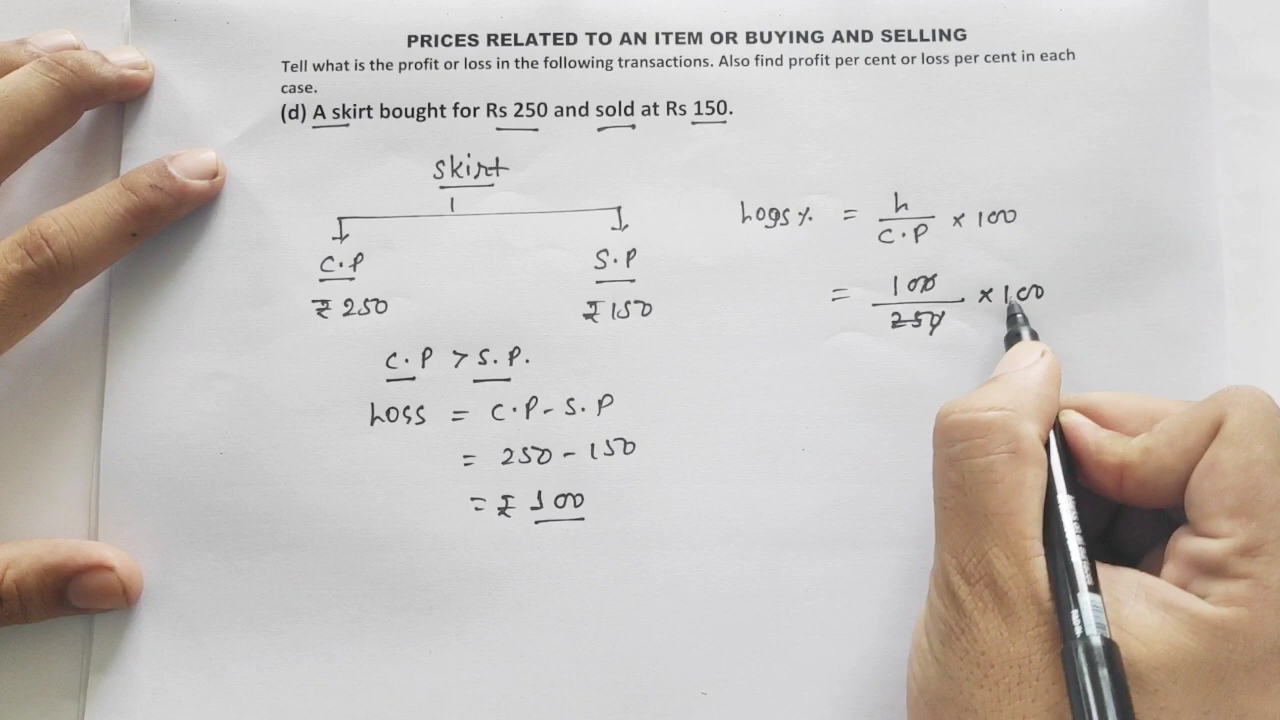 PRICES RELATED TO AN ITEM OR BUYING AND SELLING
Tell what is the profit or loss in the following transactions. Also find profit per cent or loss per cent in each
case.
(d) A skirt bought for Rs 250 and sold at Rs 150.
Skirt
C.P
S.P
₹ 250
₹ 150
C.P > S.P.
Loss = C.P - S.P
= 250 - 150
= ₹ 100
Loss % = L / C.P × 100
= 100 / 250 × 100